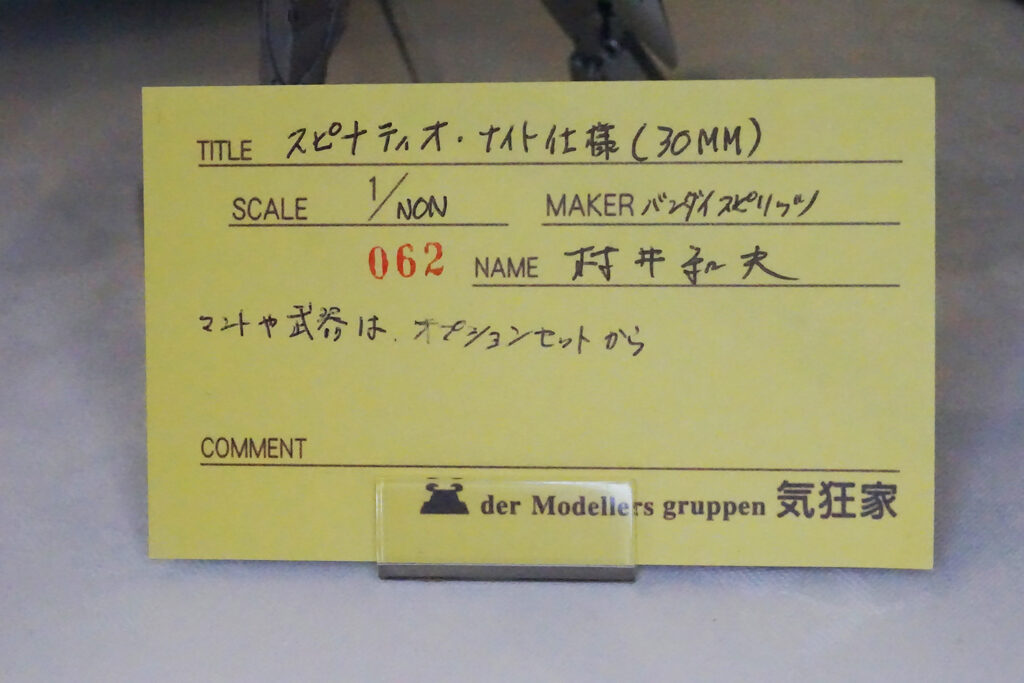 TITLE スピナティオ・ナイト仕様(30MM)
SCALE 1/NON MAKER バンダイスピリッツ
062 NAME 村井和夫
マントや武器は、オプションセットから
COMMENT
der Modellers gruppen 気狂家